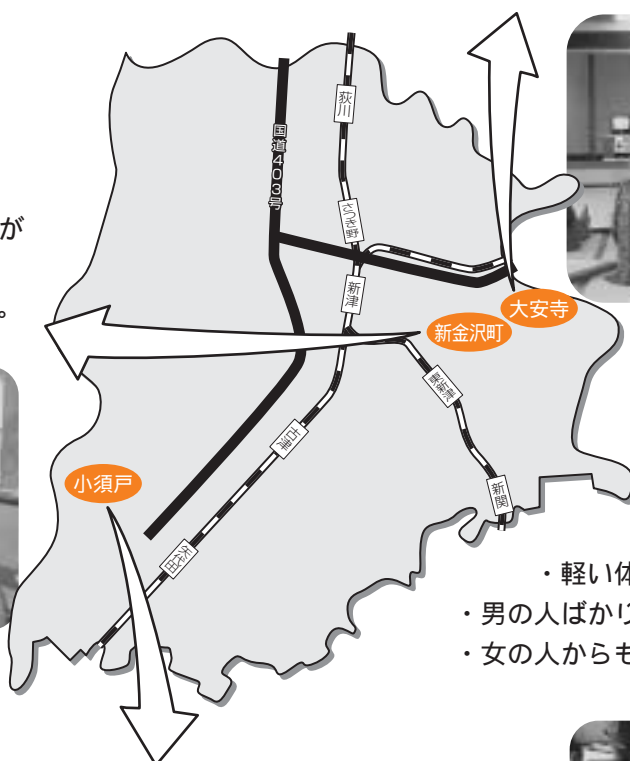 荻川
国道403号
さつき野
が
新津
。
大安寺
新金沢町
東新津
古津
小須戸
新関
矢代田
・軽い体
・男の人ばかり
・女の人からも